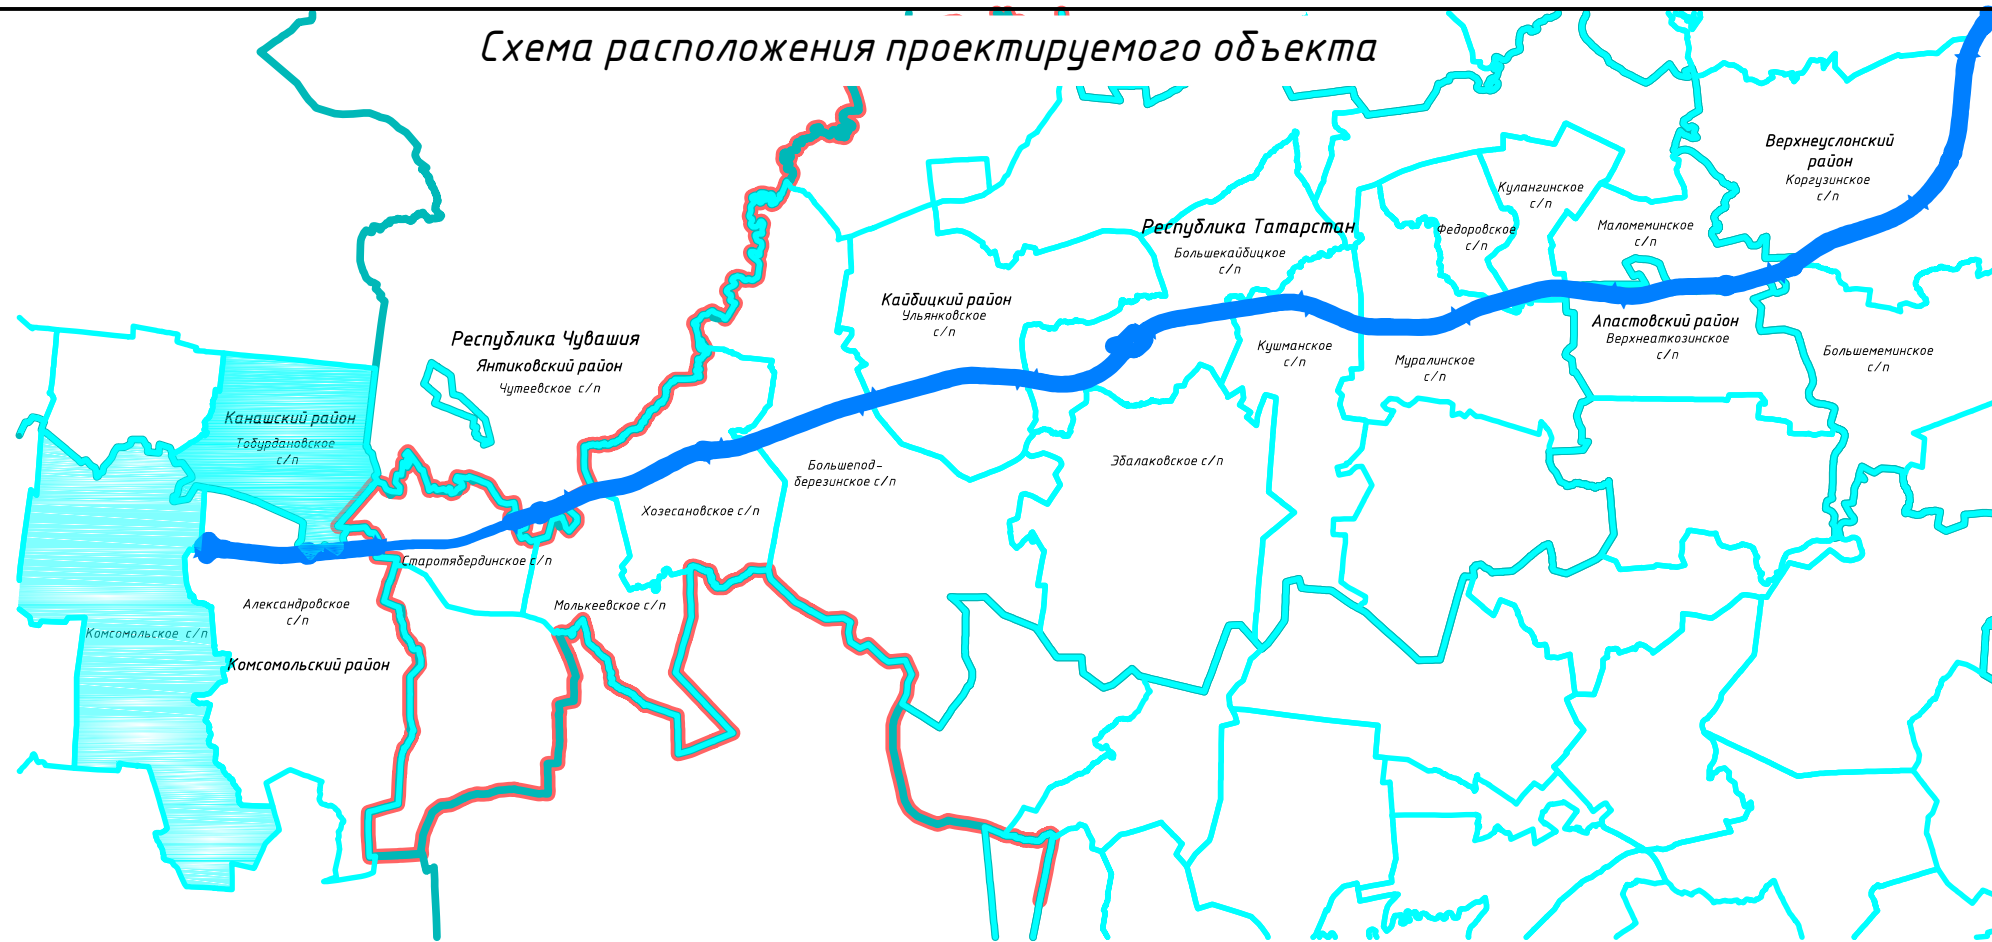 Схема расположения проектируемого объекта
Верхнеуслонский
район
Коргузинское
с/п
Кулангинское
с/п
Республика Татарстан
Федоровское
с/п
Маломеминское
с/п
Большекайбицкое
с/п
Кайбицкий район
Ульянковское
с/п
Апастовский район
Верхнеаткозинское
с/п
Республика Чувашия
Янтиковский район
Чутеевское с/п
Кушманское
с/п
Муралинское
с/п
Большемеминское
с/п
Канашский район
Тобурдановское
с/п
Большепод-
березинское с/п
Эбалаковское с/п
Хозесановское с/п
Старотябердинское с/п
Александровское
с/п
Молькеевское с/п
Комсомольское с/п
Комсомольский район